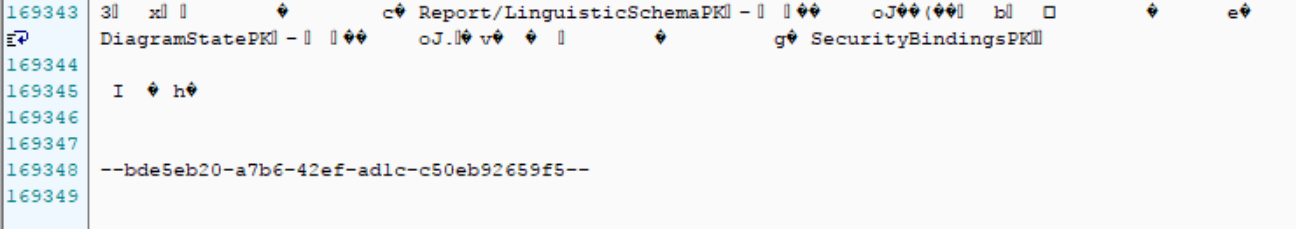 169343 3 x c Report/LinguisticSchemaPK - oJ ( b e
DiagramStatePK - oJ. v g SecurityBindingsPK
169344
169345 I h
169346
169347
169348 --bde5eb20-a7b6-42ef-ad1c-c50eb92659f5--
169349